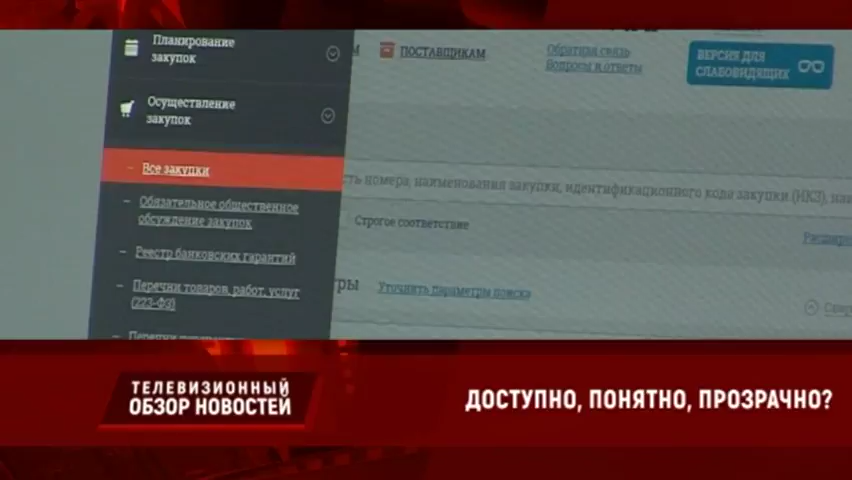 Планирование
закупок
ПОСТАВЩИКАМ
Обратная связь
Вопросы и ответы
ВЕРСИЯ ДЛЯ
СЛАБОВИДЯЩИХ
Осуществление
закупок
Все закупки
номера, наименования закупки, идентификационного кода закупки (ИКЗ),
Обязательное общественное
обсуждение закупок
Строгое соответствие
Реестр банковских гарантий
Перечни товаров, работ, услуг
(223-ФЗ)
Уточнить параметры поиска
ТЕЛЕВИЗИОННЫЙ
ОБЗОР НОВОСТЕЙ
ДОСТУПНО, ПОНЯТНО, ПРОЗРАЧНО?